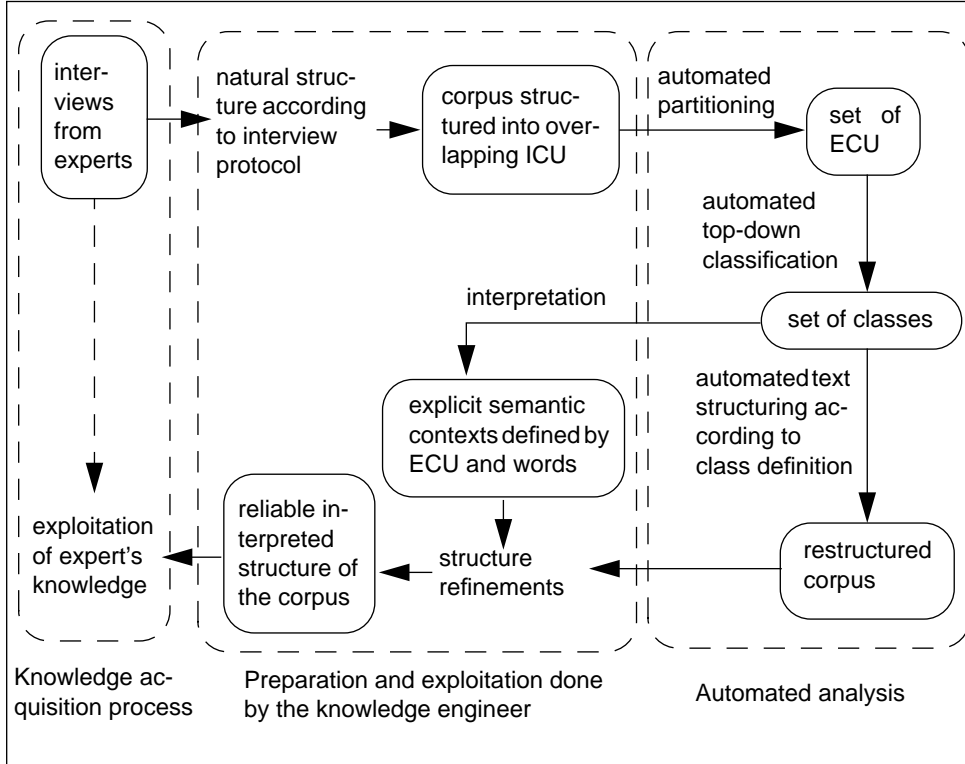 inter-
views
from
experts
natural struc-
ture according
to interview
protocol
corpus struc-
tured into over-
lapping ICU
automated
partitioning
set of
ECU
automated
top-down
classification
interpretation
set of classes
explicit semantic
contexts defined by
ECU and words
automated text
structuring ac-
cording to
class definition
exploitation
of expert's
knowledge
reliable in-
terpreted
structure of
the corpus
structure
refinements
restructured
corpus
Knowledge ac-
quisition process
Preparation and exploitation done
by the knowledge engineer
Automated analysis